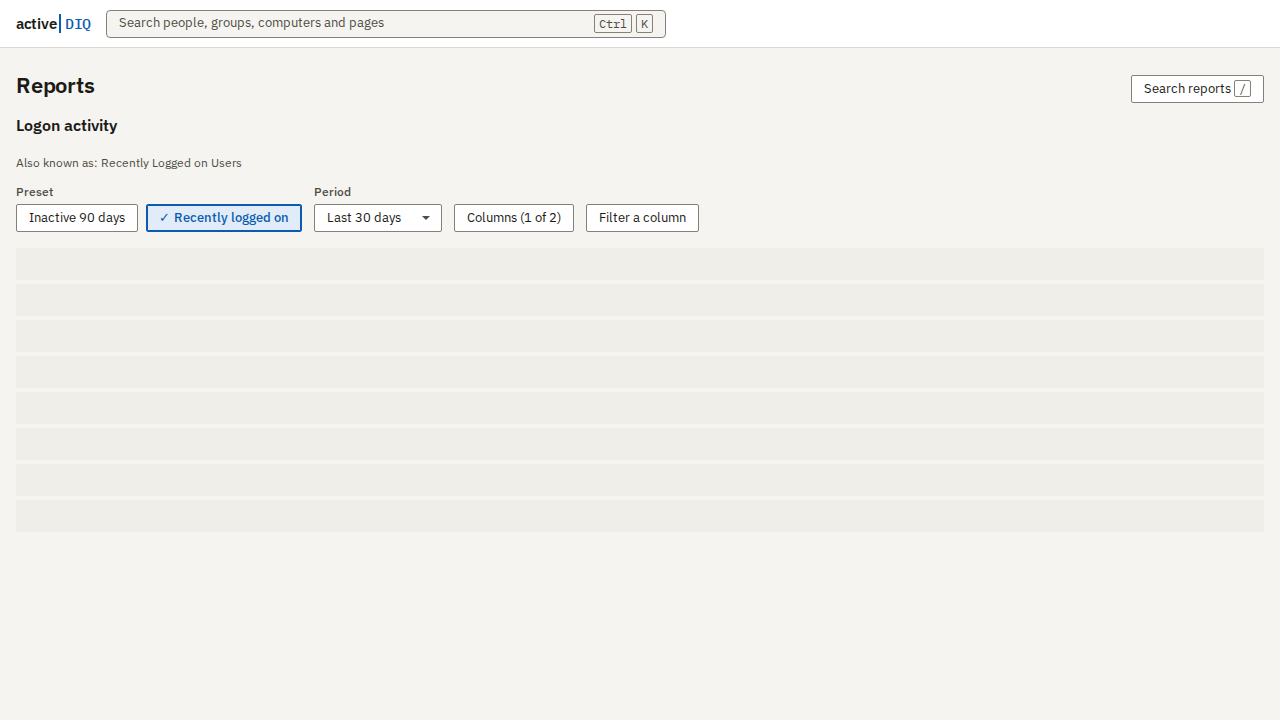 active DIQ
Search people, groups, computers and pages
Ctrl K
Reports
Search reports /
Logon activity
Also known as: Recently Logged on Users
Preset
Period
Inactive 90 days
✓ Recently logged on
Last 30 days
Columns (1 of 2)
Filter a column